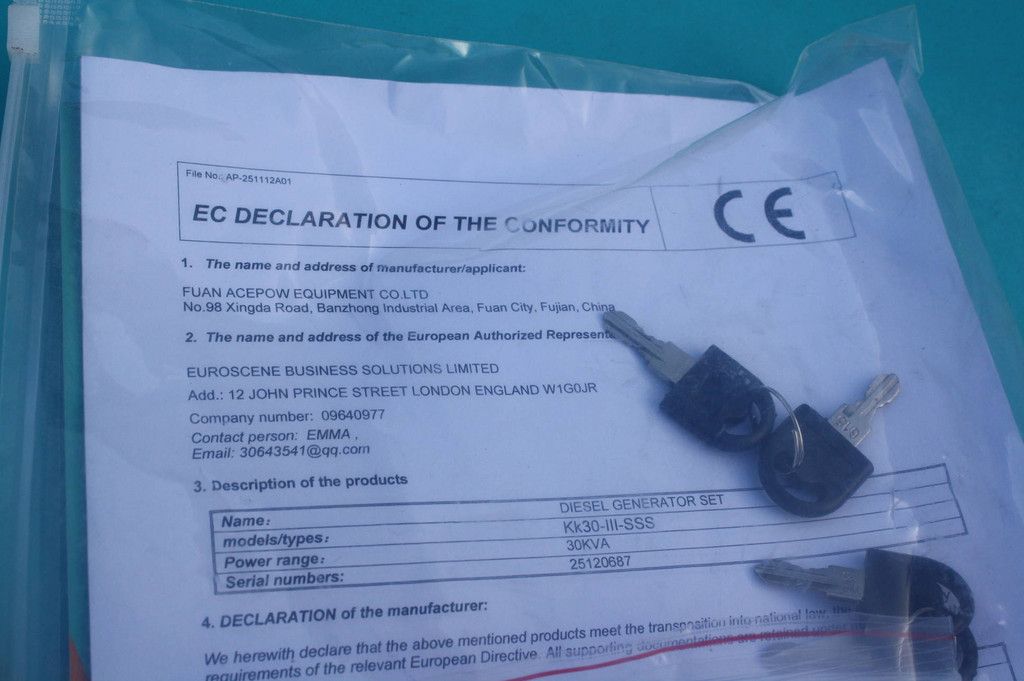 File No.: AP-251112A01
EC DECLARATION OF THE CONFORMITY
CE
1. The name and address of manufacturer/applicant:
FUAN ACEPOW EQUIPMENT CO.LTD
No.98 Xingda Road, Banzhong Industrial Area, Fuan City, Fujian, China
2. The name and address of the European Authorized
EUROSCENE BUSINESS SOLUTIONS LIMITED
Add.: 12 JOHN PRINCE STREET LONDON ENGLAND W1G0JR
Company number: 09640977
Contact person: EMMA ,
Email: 30643541@qq.com
3. Description of the products
Name: DIESEL GENERATOR SET
models/types: Kk30-III-SSS
Power range: 30KVA
Serial numbers: 25120687
4. DECLARATION of the manufacturer:
We herewith declare that the above mentioned products meet the transposition into national law, the
requirements of the relevant European Directive. All supporting documentations are retained under